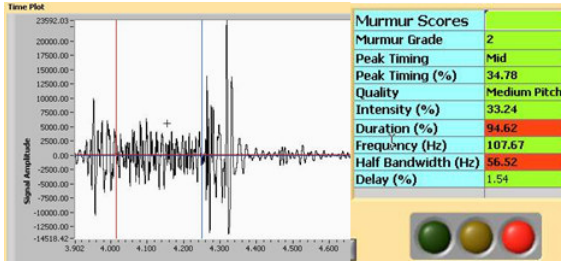 Time Plot
Signal Amplitude
23592.03
20000.00
17500.00
15000.00
12500.00
10000.00
7500.00
5000.00
2500.00
0.00
-2500.00
-5000.00
-7500.00
-10000.00
-14518.42
3.902 4.000 4.100 4.200 4.300 4.400 4.500 4.600
Murmur Scores
Murmur Grade 2
Peak Timing Mid
Peak Timing (%) 34.78
Quality Medium Pitch
Intensity (%) 33.24
Duration (%) 94.62
Frequency (Hz) 107.67
Half Bandwidth (Hz) 56.52
Delay (%) 1.54